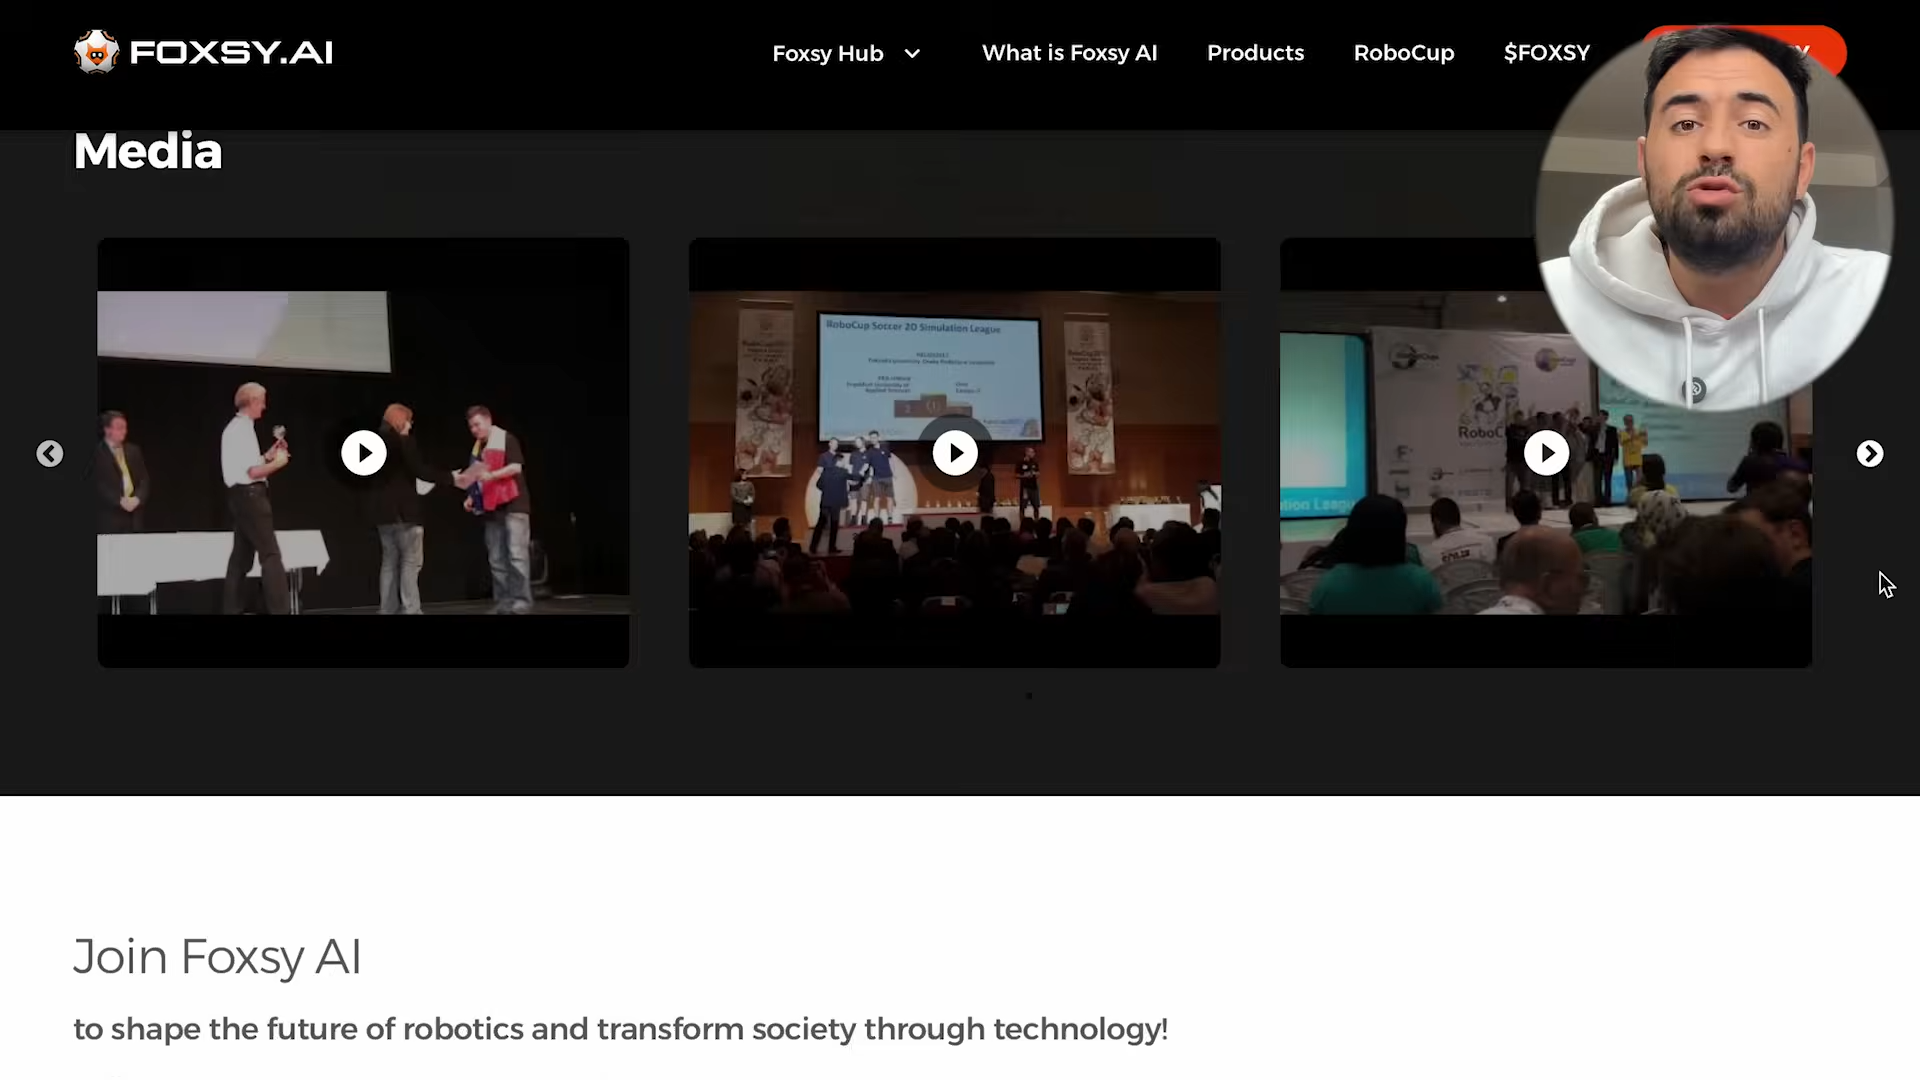 FOXSY.AI
Foxsy Hub
What is Foxsy AI
Products
RoboCup
$FOXSY
Media
RoboCup Soccer 2D Simulation League
Join Foxsy AI
to shape the future of robotics and transform society through technology!